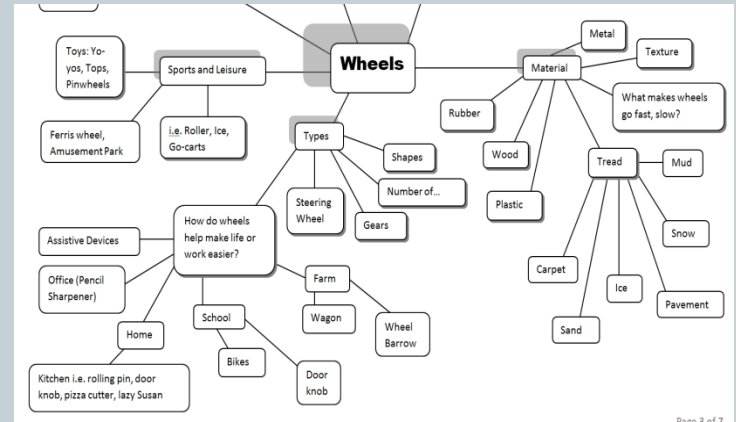 Wheels
Toys: Yo-
yos, Tops,
Pinwheels
Sports and Leisure
Ferris wheel,
Amusement Park
i.e. Roller, Ice,
Go-carts
Types
Shapes
Number of...
Gears
Steering
Wheel
How do wheels
help make life or
work easier?
Assistive Devices
Office (Pencil
Sharpener)
Home
Kitchen i.e. rolling pin, door
knob, pizza cutter, lazy Susan
School
Bikes
Door
knob
Farm
Wagon
Wheel
Barrow
Material
Metal
Texture
What makes wheels
go fast, slow?
Rubber
Wood
Plastic
Tread
Mud
Snow
Pavement
Ice
Sand
Carpet
Page 3 of 7